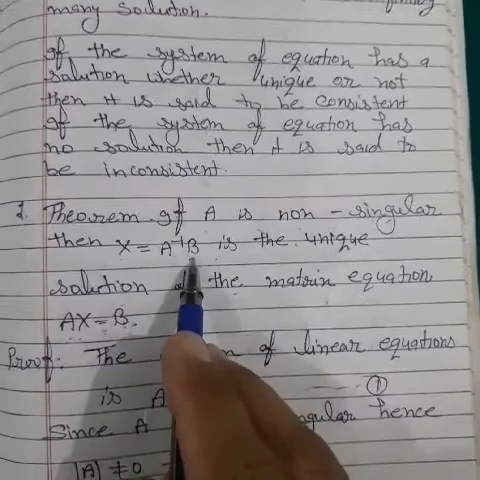 many solution.
If the system of equation has a
solution whether unique or not
then it is said to be consistent
If the system of equation has
no solution then it is said to
be inconsistent.
2. Theorem If A is non-singular
then X = A⁻¹B is the unique
solution the matrix equation
AX = B.
Proof: The of linear equations
is A ①
Since A hence
|A| ≠ 0